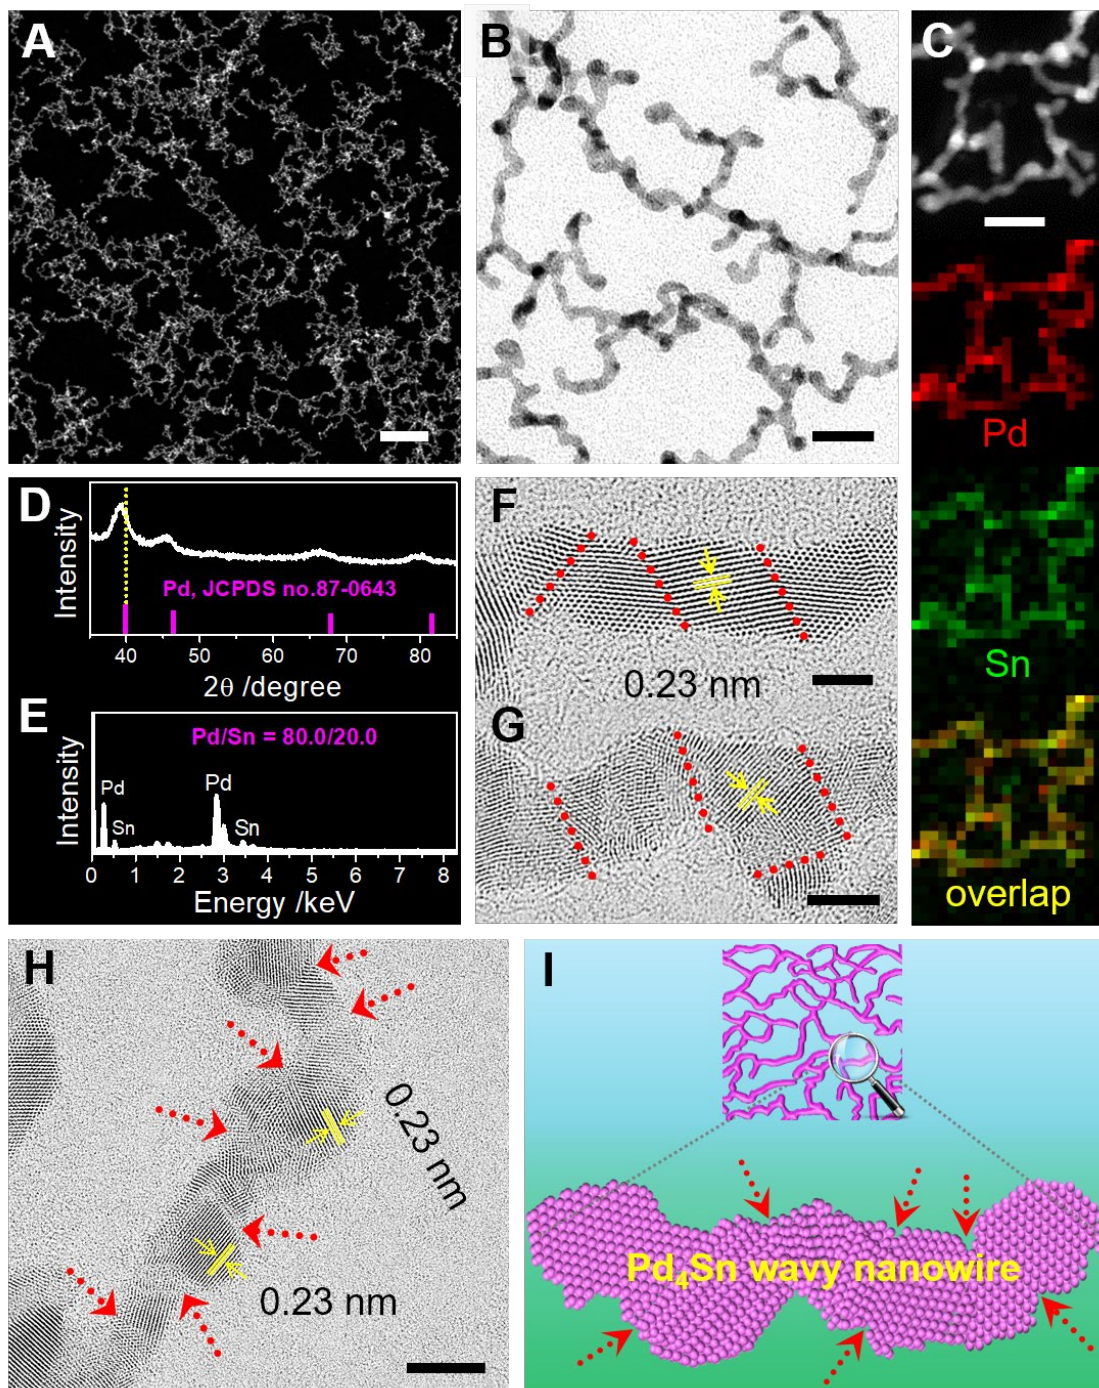 A
B
C
Pd
Sn
overlap
D
Intensity
Pd, JCPDS no.87-0643
40 50 60 70 80
2θ /degree
E
Intensity
Pd/Sn = 80.0/20.0
Pd
Sn
Pd
Sn
0 1 2 3 4 5 6 7 8
Energy /keV
F
0.23 nm
G
H
0.23 nm
0.23 nm
I
Pd₄Sn wavy nanowire